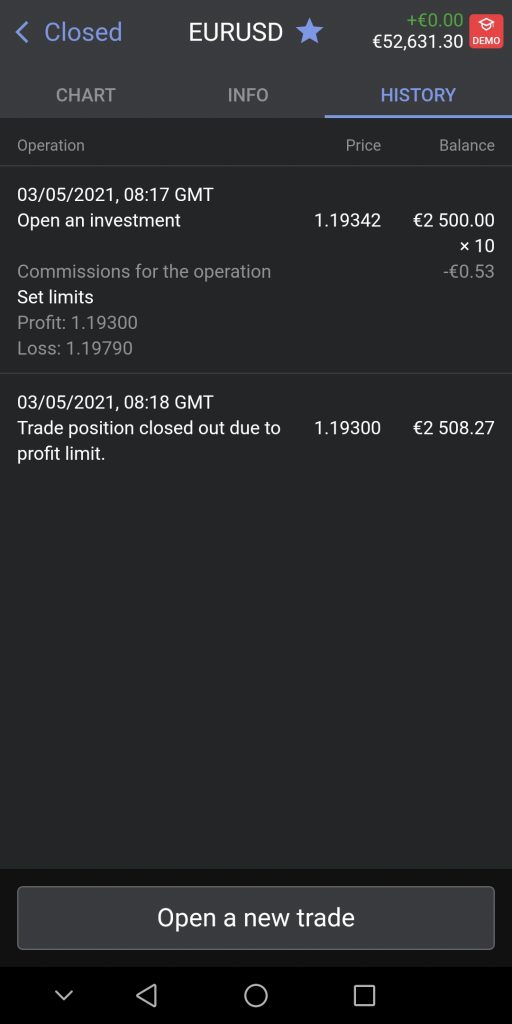 Closed
EURUSD
+€0.00
€52,631.30
DEMO
CHART INFO HISTORY
Operation Price Balance
03/05/2021, 08:17 GMT
Open an investment 1.19342 €2 500.00
× 10
Commissions for the operation -€0.53
Set limits
Profit: 1.19300
Loss: 1.19790
03/05/2021, 08:18 GMT
Trade position closed out due to 1.19300 €2 508.27
profit limit.
Open a new trade